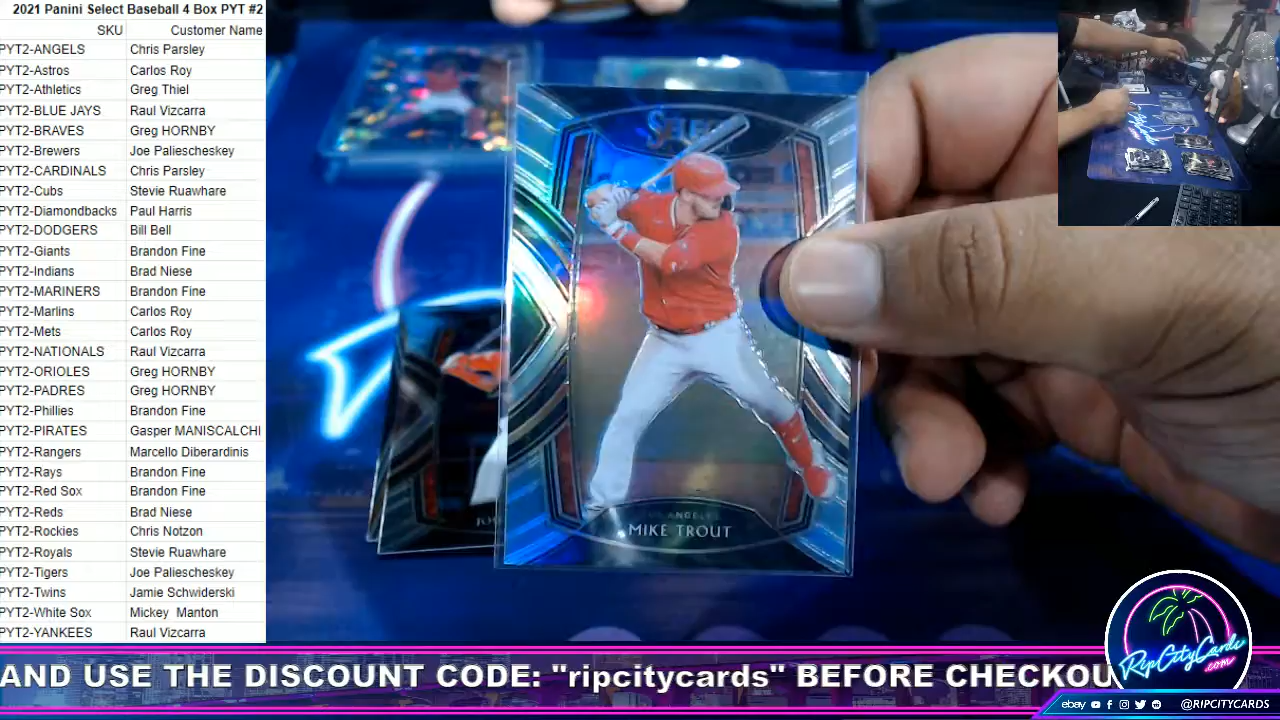 2021 Panini Select Baseball 4 Box PYT #2
SKU Customer Name
PYT2-ANGELS Chris Parsley
PYT2-Astros Carlos Roy
PYT2-Athletics Greg Thiel
PYT2-BLUE JAYS Raul Vizcarra
PYT2-BRAVES Greg HORNBY
PYT2-Brewers Joe Paliescheskey
PYT2-CARDINALS Chris Parsley
PYT2-Cubs Stevie Ruawhare
PYT2-Diamondbacks Paul Harris
PYT2-DODGERS Bill Bell
PYT2-Giants Brandon Fine
PYT2-Indians Brad Niese
PYT2-MARINERS Brandon Fine
PYT2-Marlins Carlos Roy
PYT2-Mets Carlos Roy
PYT2-NATIONALS Raul Vizcarra
PYT2-ORIOLES Greg HORNBY
PYT2-PADRES Greg HORNBY
PYT2-Phillies Brandon Fine
PYT2-PIRATES Gasper MANISCALCHI
PYT2-Rangers Marcello Diberardinis
PYT2-Rays Brandon Fine
PYT2-Red Sox Brandon Fine
PYT2-Reds Brad Niese
PYT2-Rockies Chris Notzon
PYT2-Royals Stevie Ruawhare
PYT2-Tigers Joe Paliescheskey
PYT2-Twins Jamie Schwiderski
PYT2-White Sox Mickey Manton
PYT2-YANKEES Raul Vizcarra
SELECT
ANGELS
MIKE TROUT
AND USE THE DISCOUNT CODE: "ripcitycards" BEFORE CHECKOU
RipCityCards
.com
ebay @RIPCITYCARDS